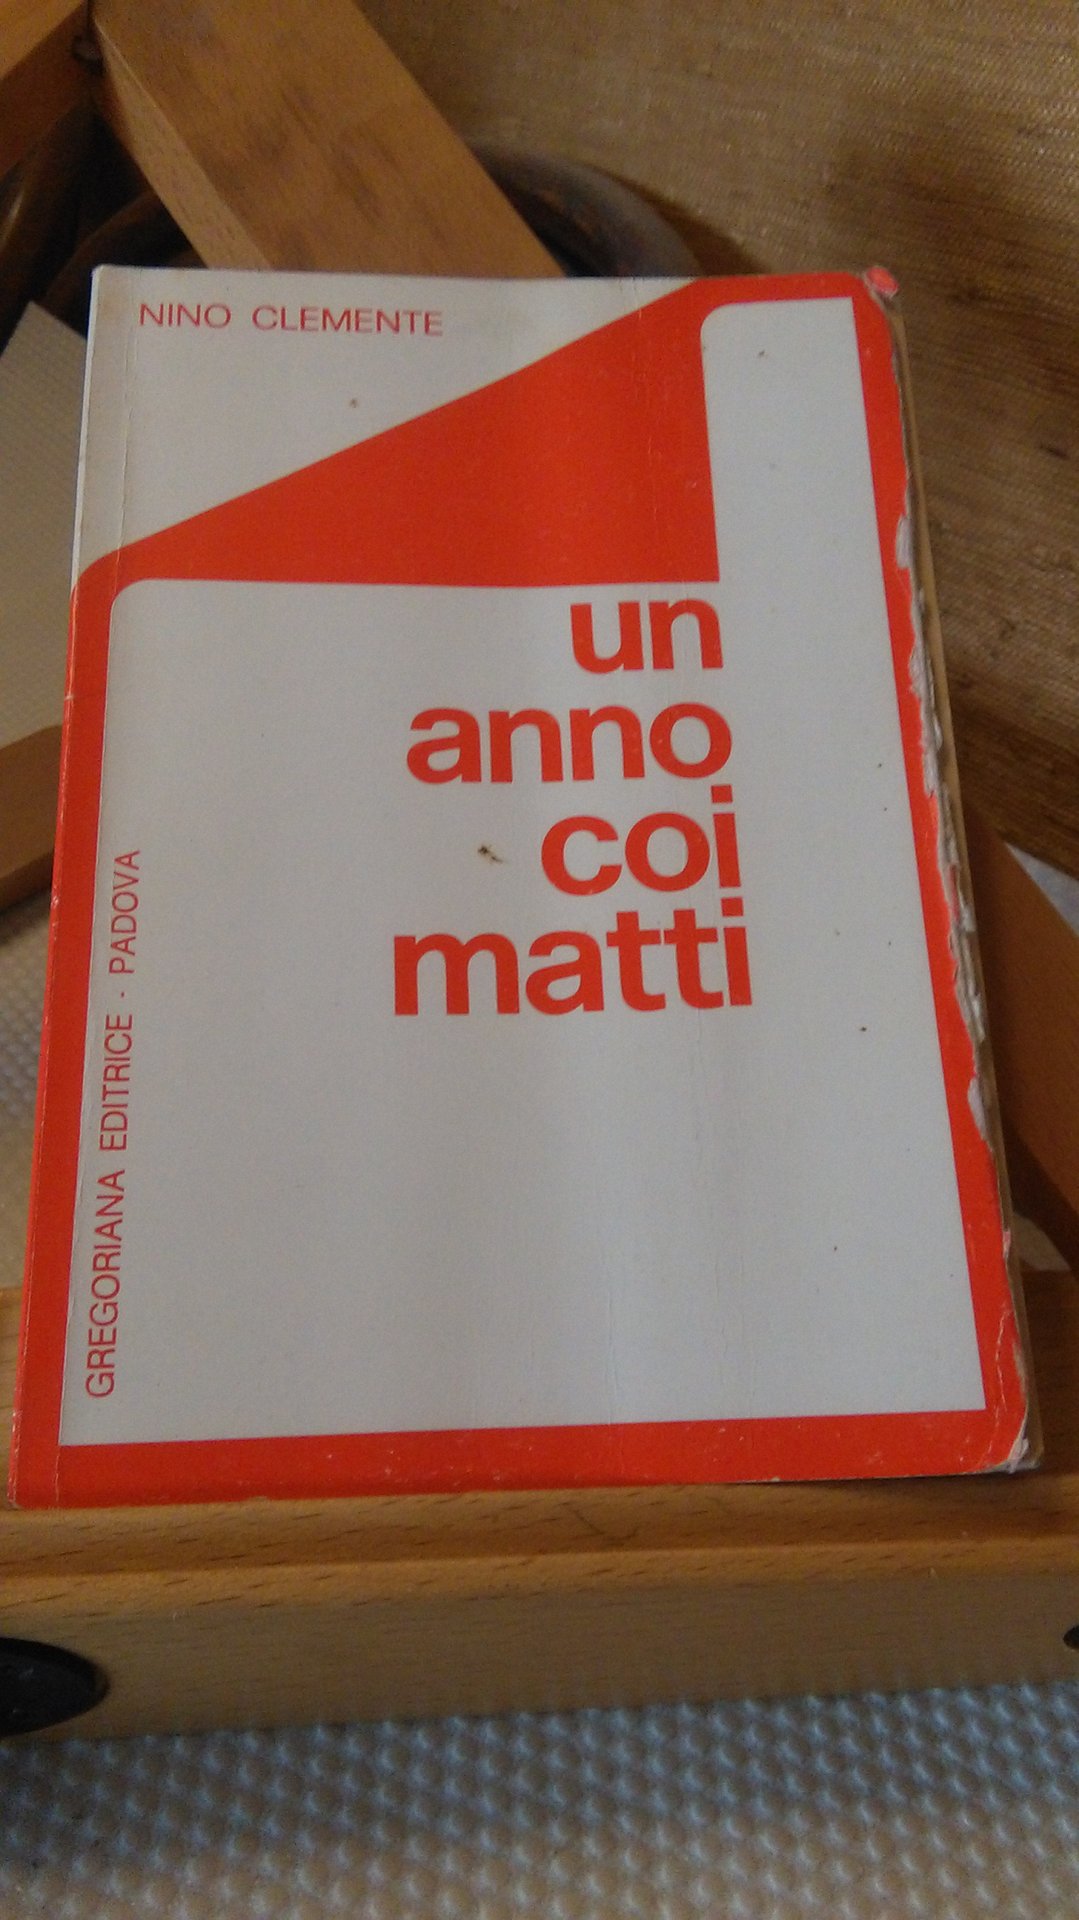 NINO CLEMENTE
un
anno
coi
matti
GREGORIANA EDITRICE · PADOVA